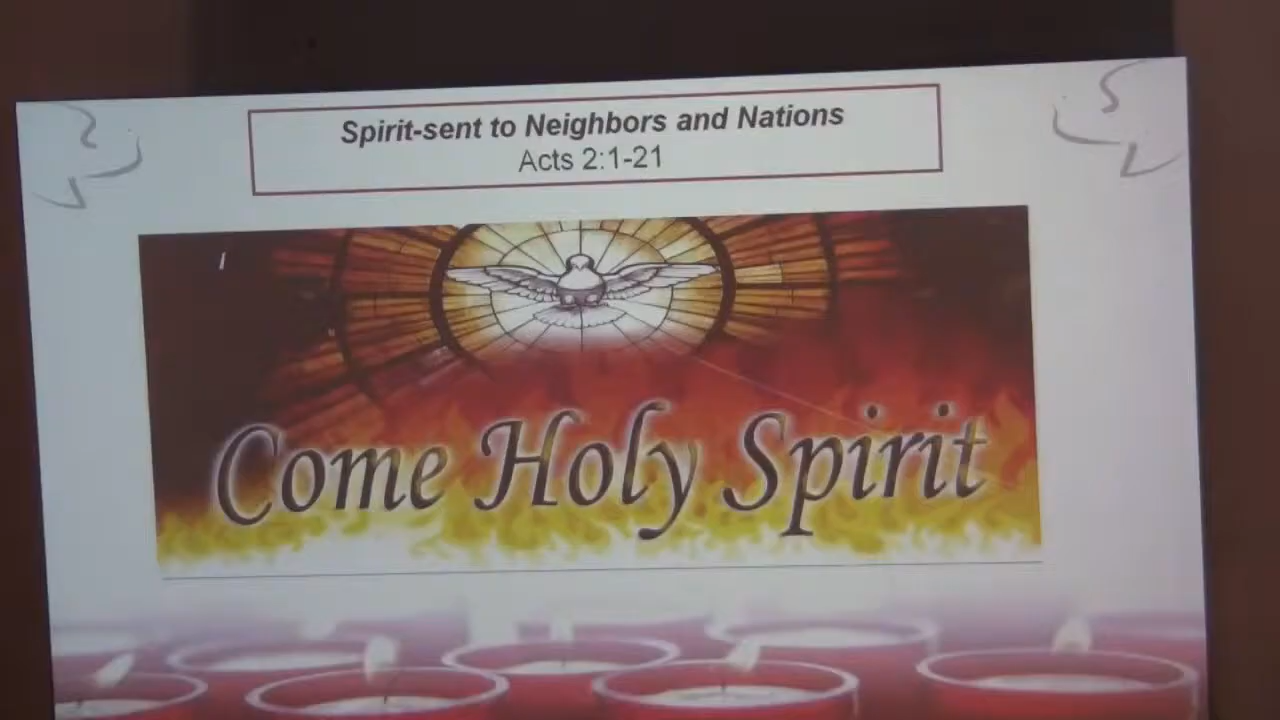 Spirit-sent to Neighbors and Nations
Acts 2:1-21
Come Holy Spirit